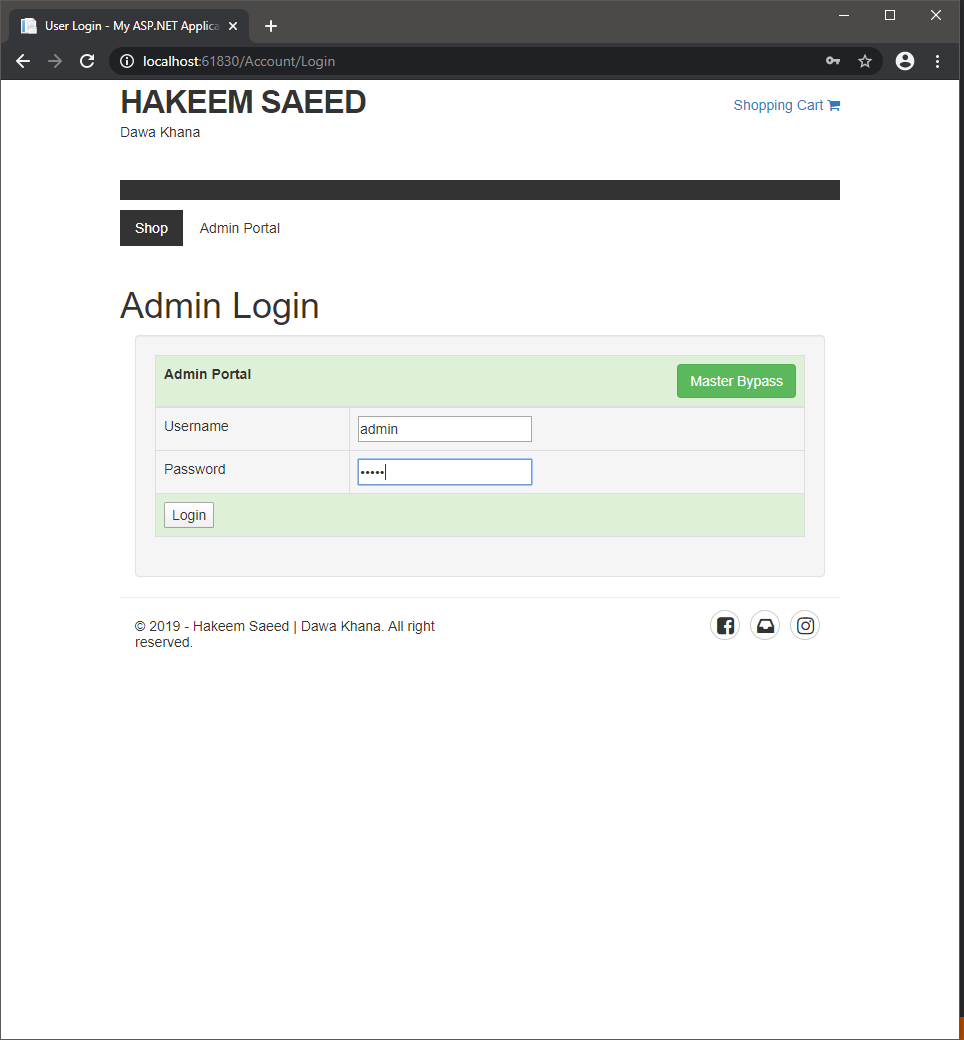 User Login - My ASP.NET Applica
localhost:61830/Account/Login
HAKEEM SAEED
Shopping Cart
Dawa Khana
Shop Admin Portal
Admin Login
Admin Portal Master Bypass
Username admin
Password •••••
Login
© 2019 - Hakeem Saeed | Dawa Khana. All right
reserved.